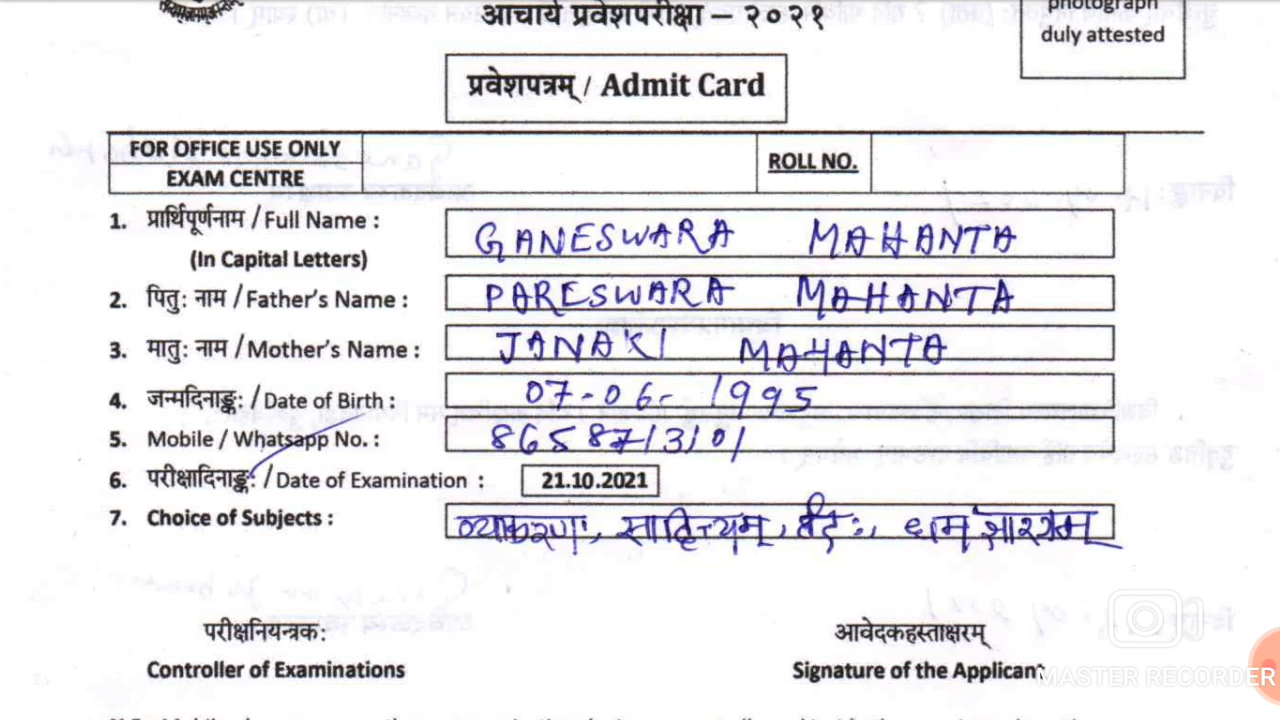 आचार्य प्रवेशपरीक्षा – २०२१
photograph
duly attested
प्रवेशपत्रम् / Admit Card
FOR OFFICE USE ONLY
EXAM CENTRE
ROLL NO.
1. प्रार्थिपूर्णनाम / Full Name : GANESWARA MAHANTA
(In Capital Letters)
2. पितुः नाम / Father's Name : PARESWARA MAHANTA
3. मातुः नाम / Mother's Name : JANAKI MAHANTA
4. जन्मदिनाङ्कः / Date of Birth : 07-06-1995
5. Mobile / Whatsapp No. : 8658713101
6. परीक्षादिनाङ्कः / Date of Examination : 21.10.2021
7. Choice of Subjects : व्याकरणः, साहित्यम्, वेदः,
परीक्षनियन्त्रकः आवेदकहस्ताक्षरम्
Controller of Examinations Signature of the Applicant
MASTER RECORDER